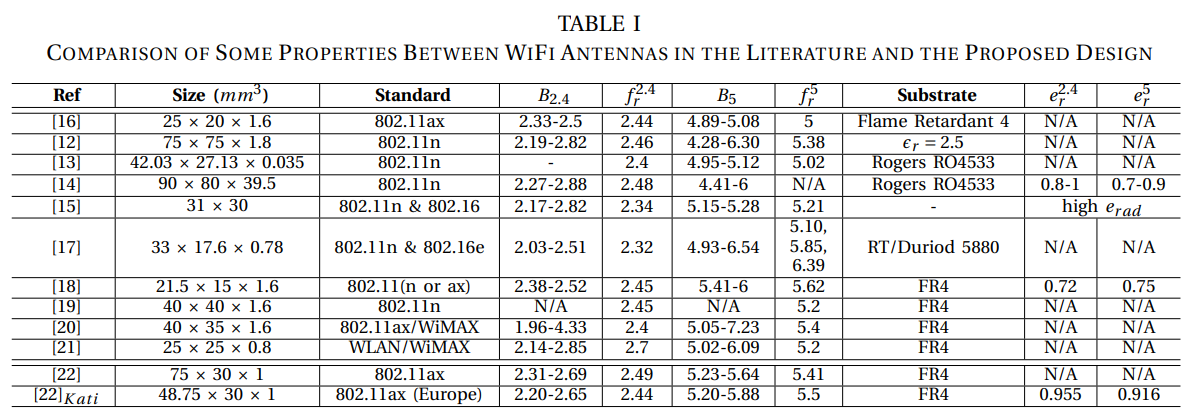 TABLE I
COMPARISON OF SOME PROPERTIES BETWEEN WIFI ANTENNAS IN THE LITERATURE AND THE PROPOSED DESIGN
Ref Size (mm³) Standard B₂.₄ fᵣ²·⁴ B₅ fᵣ⁵ Substrate eᵣ²·⁴ eᵣ⁵
[16] 25 × 20 × 1.6 802.11ax 2.33-2.5 2.44 4.89-5.08 5 Flame Retardant 4 N/A N/A
[12] 75 × 75 × 1.8 802.11n 2.19-2.82 2.46 4.28-6.30 5.38 ϵᵣ = 2.5 N/A N/A
[13] 42.03 × 27.13 × 0.035 802.11n - 2.4 4.95-5.12 5.02 Rogers RO4533 N/A N/A
[14] 90 × 80 × 39.5 802.11n 2.27-2.88 2.48 4.41-6 N/A Rogers RO4533 0.8-1 0.7-0.9
[15] 31 × 30 802.11n & 802.16 2.17-2.82 2.34 5.15-5.28 5.21 - high e_rad
[17] 33 × 17.6 × 0.78 802.11n & 802.16e 2.03-2.51 2.32 4.93-6.54 5.10, 5.85, 6.39 RT/Duriod 5880 N/A N/A
[18] 21.5 × 15 × 1.6 802.11(n or ax) 2.38-2.52 2.45 5.41-6 5.62 FR4 0.72 0.75
[19] 40 × 40 × 1.6 802.11n N/A 2.45 N/A 5.2 FR4 N/A N/A
[20] 40 × 35 × 1.6 802.11ax/WiMAX 1.96-4.33 2.4 5.05-7.23 5.4 FR4 N/A N/A
[21] 25 × 25 × 0.8 WLAN/WiMAX 2.14-2.85 2.7 5.02-6.09 5.2 FR4 N/A N/A
[22] 75 × 30 × 1 802.11ax 2.31-2.69 2.49 5.23-5.64 5.41 FR4 N/A N/A
[22]Kati 48.75 × 30 × 1 802.11ax (Europe) 2.20-2.65 2.44 5.20-5.88 5.5 FR4 0.955 0.916